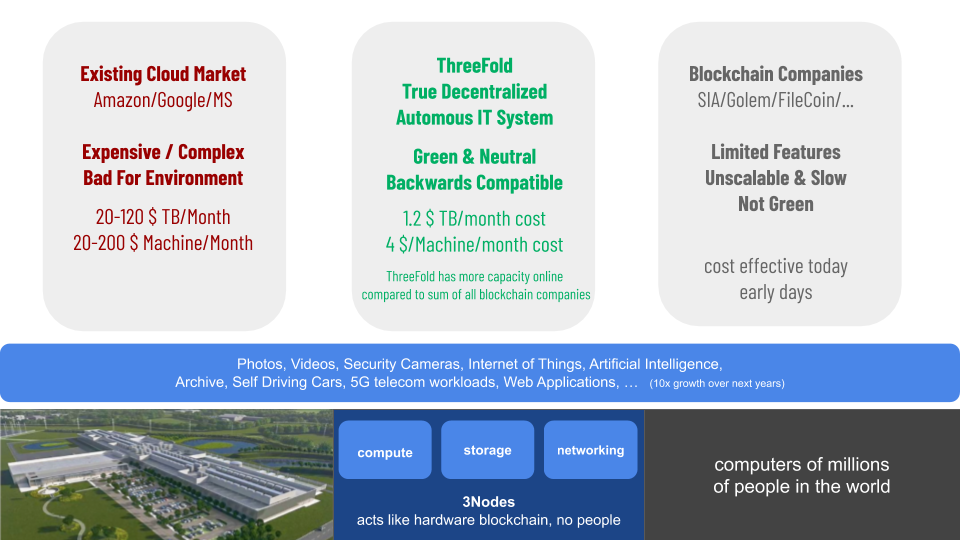 Existing Cloud Market
Amazon/Google/MS
Expensive / Complex
Bad For Environment
20-120 $ TB/Month
20-200 $ Machine/Month
ThreeFold
True Decentralized
Automous IT System
Green & Neutral
Backwards Compatible
1.2 $ TB/month cost
4 $/Machine/month cost
ThreeFold has more capacity online
compared to sum of all blockchain companies
Blockchain Companies
SIA/Golem/FileCoin/...
Limited Features
Unscalable & Slow
Not Green
cost effective today
early days
Photos, Videos, Security Cameras, Internet of Things, Artificial Intelligence,
Archive, Self Driving Cars, 5G telecom workloads, Web Applications, … (10x growth over next years)
compute
storage
networking
3Nodes
acts like hardware blockchain, no people
computers of millions
of people in the world